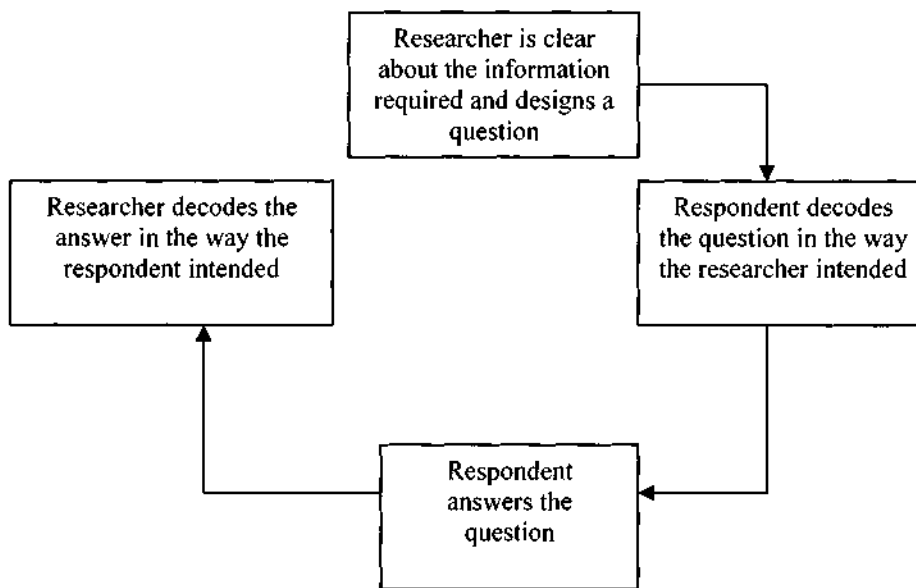 Researcher is clear
about the information
required and designs a
question
Respondent decodes
the question in the way
the researcher intended
Respondent
answers the
question
Researcher decodes the
answer in the way the
respondent intended